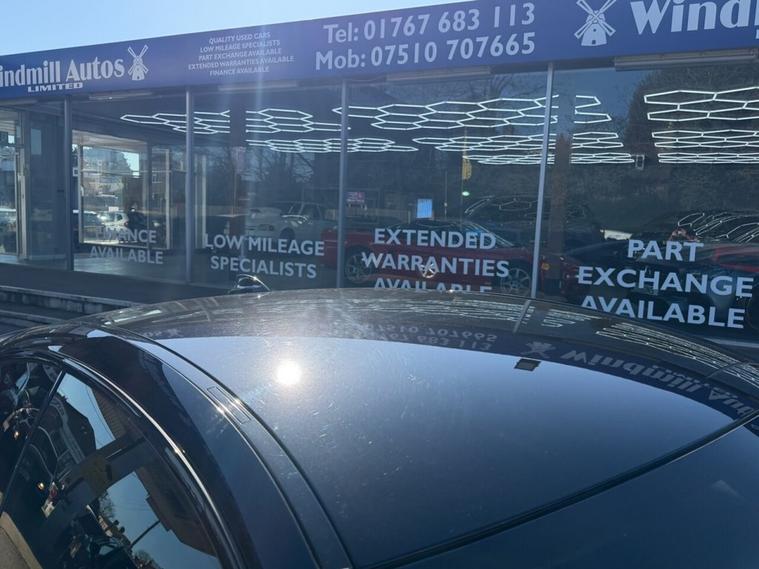 Windmill Autos
LIMITED
QUALITY USED CARS
LOW MILEAGE SPECIALISTS
PART EXCHANGE AVAILABLE
EXTENDED WARRANTIES AVAILABLE
FINANCE AVAILABLE
Tel: 01767 683 113
Mob: 07510 707665
Windmill
FINANCE
AVAILABLE
LOW MILEAGE
SPECIALISTS
EXTENDED
WARRANTIES
AVAILABLE
PART
EXCHANGE
AVAILABLE